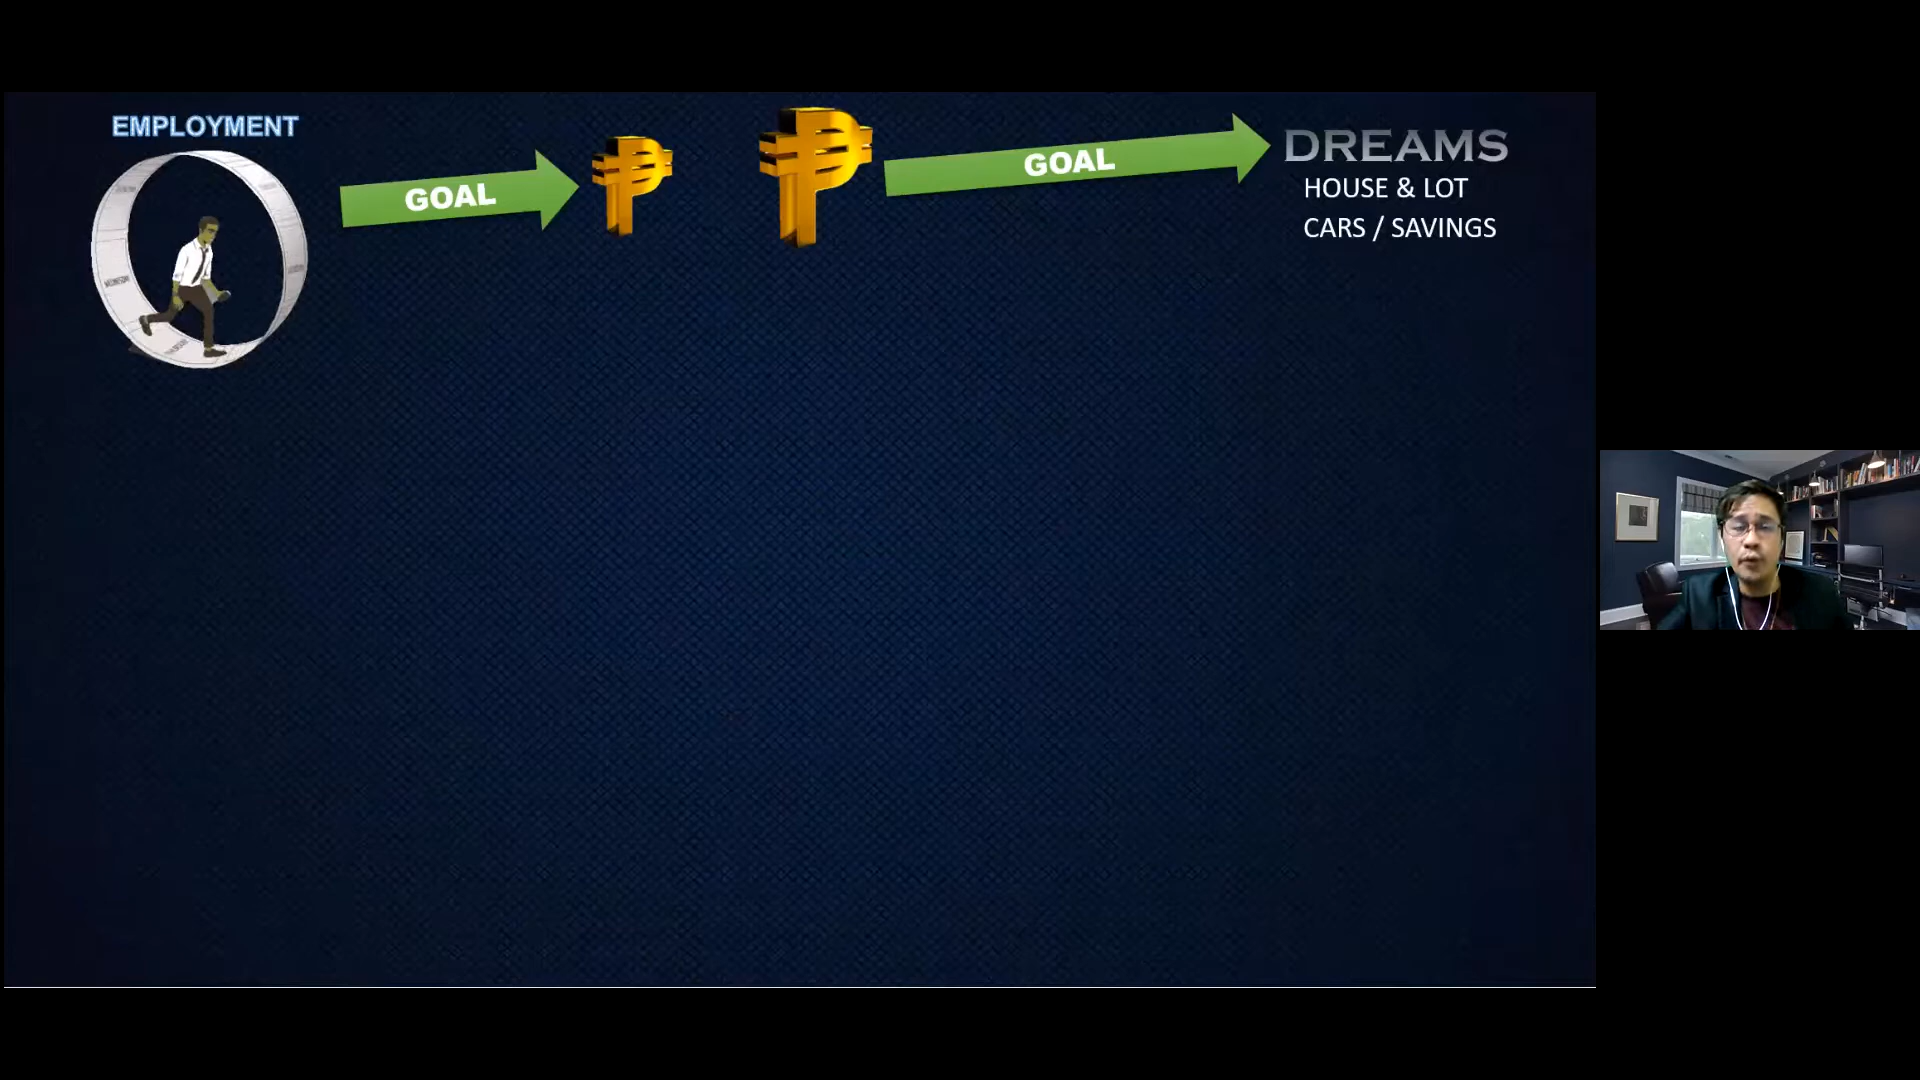 EMPLOYMENT
GOAL
₱
₱
GOAL
DREAMS
HOUSE & LOT
CARS / SAVINGS